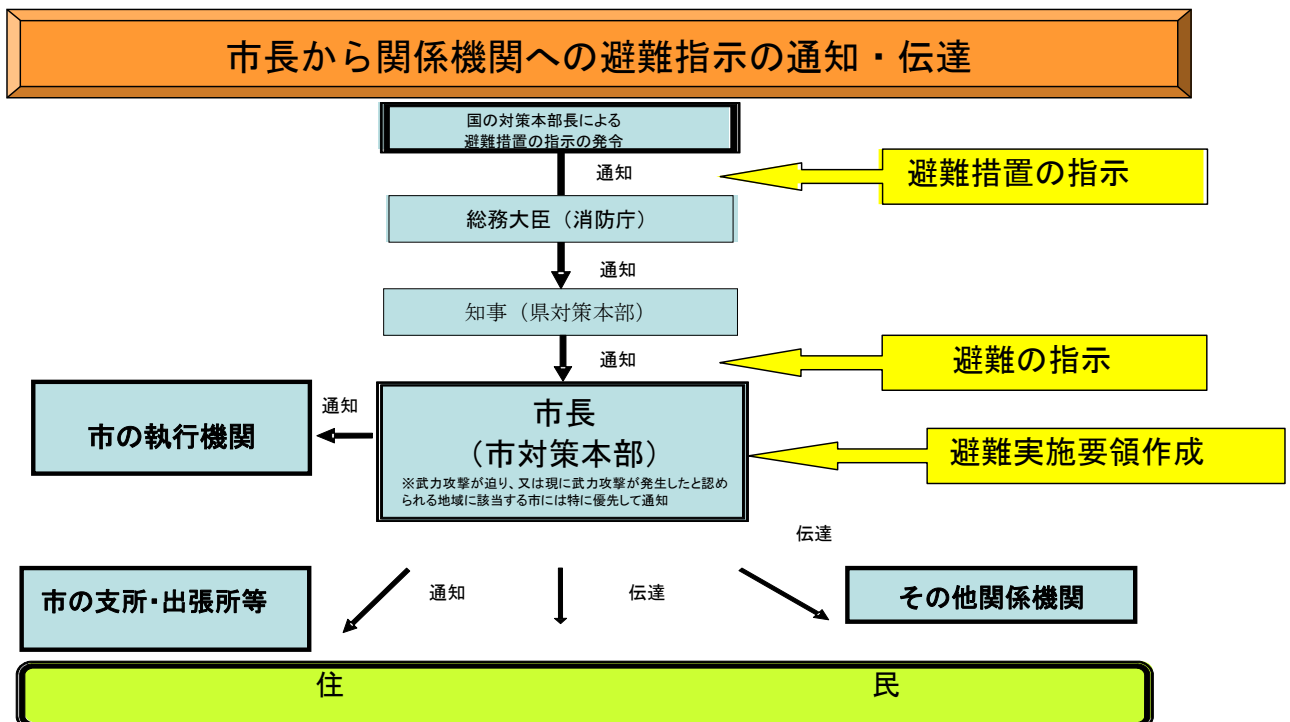 市長から関係機関への避難指示の通知・伝達
国の対策本部長による
避難措置の指示の発令
通知
避難措置の指示
総務大臣（消防庁）
通知
知事（県対策本部）
通知
避難の指示
市の執行機関
通知
市長
（市対策本部）
※武力攻撃が迫り、又は現に武力攻撃が発生したと認め
られる地域に該当する市には特に優先して通知
避難実施要領作成
伝達
市の支所・出張所等
通知
伝達
その他関係機関
住 民